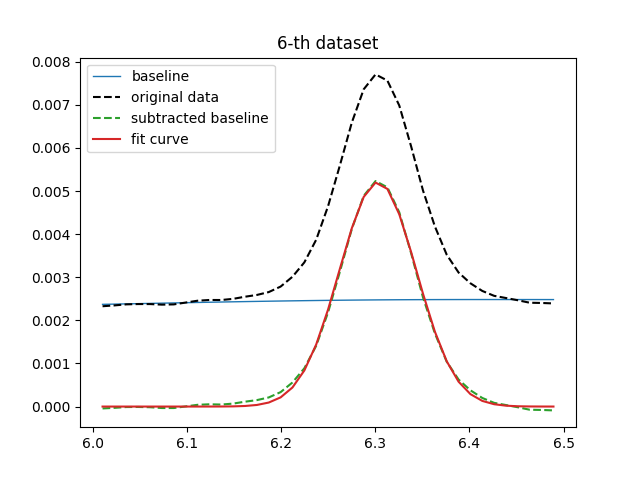 6-th dataset
baseline
original data
subtracted baseline
fit curve
0.008
0.007
0.006
0.005
0.004
0.003
0.002
0.001
0.000
6.0 6.1 6.2 6.3 6.4 6.5